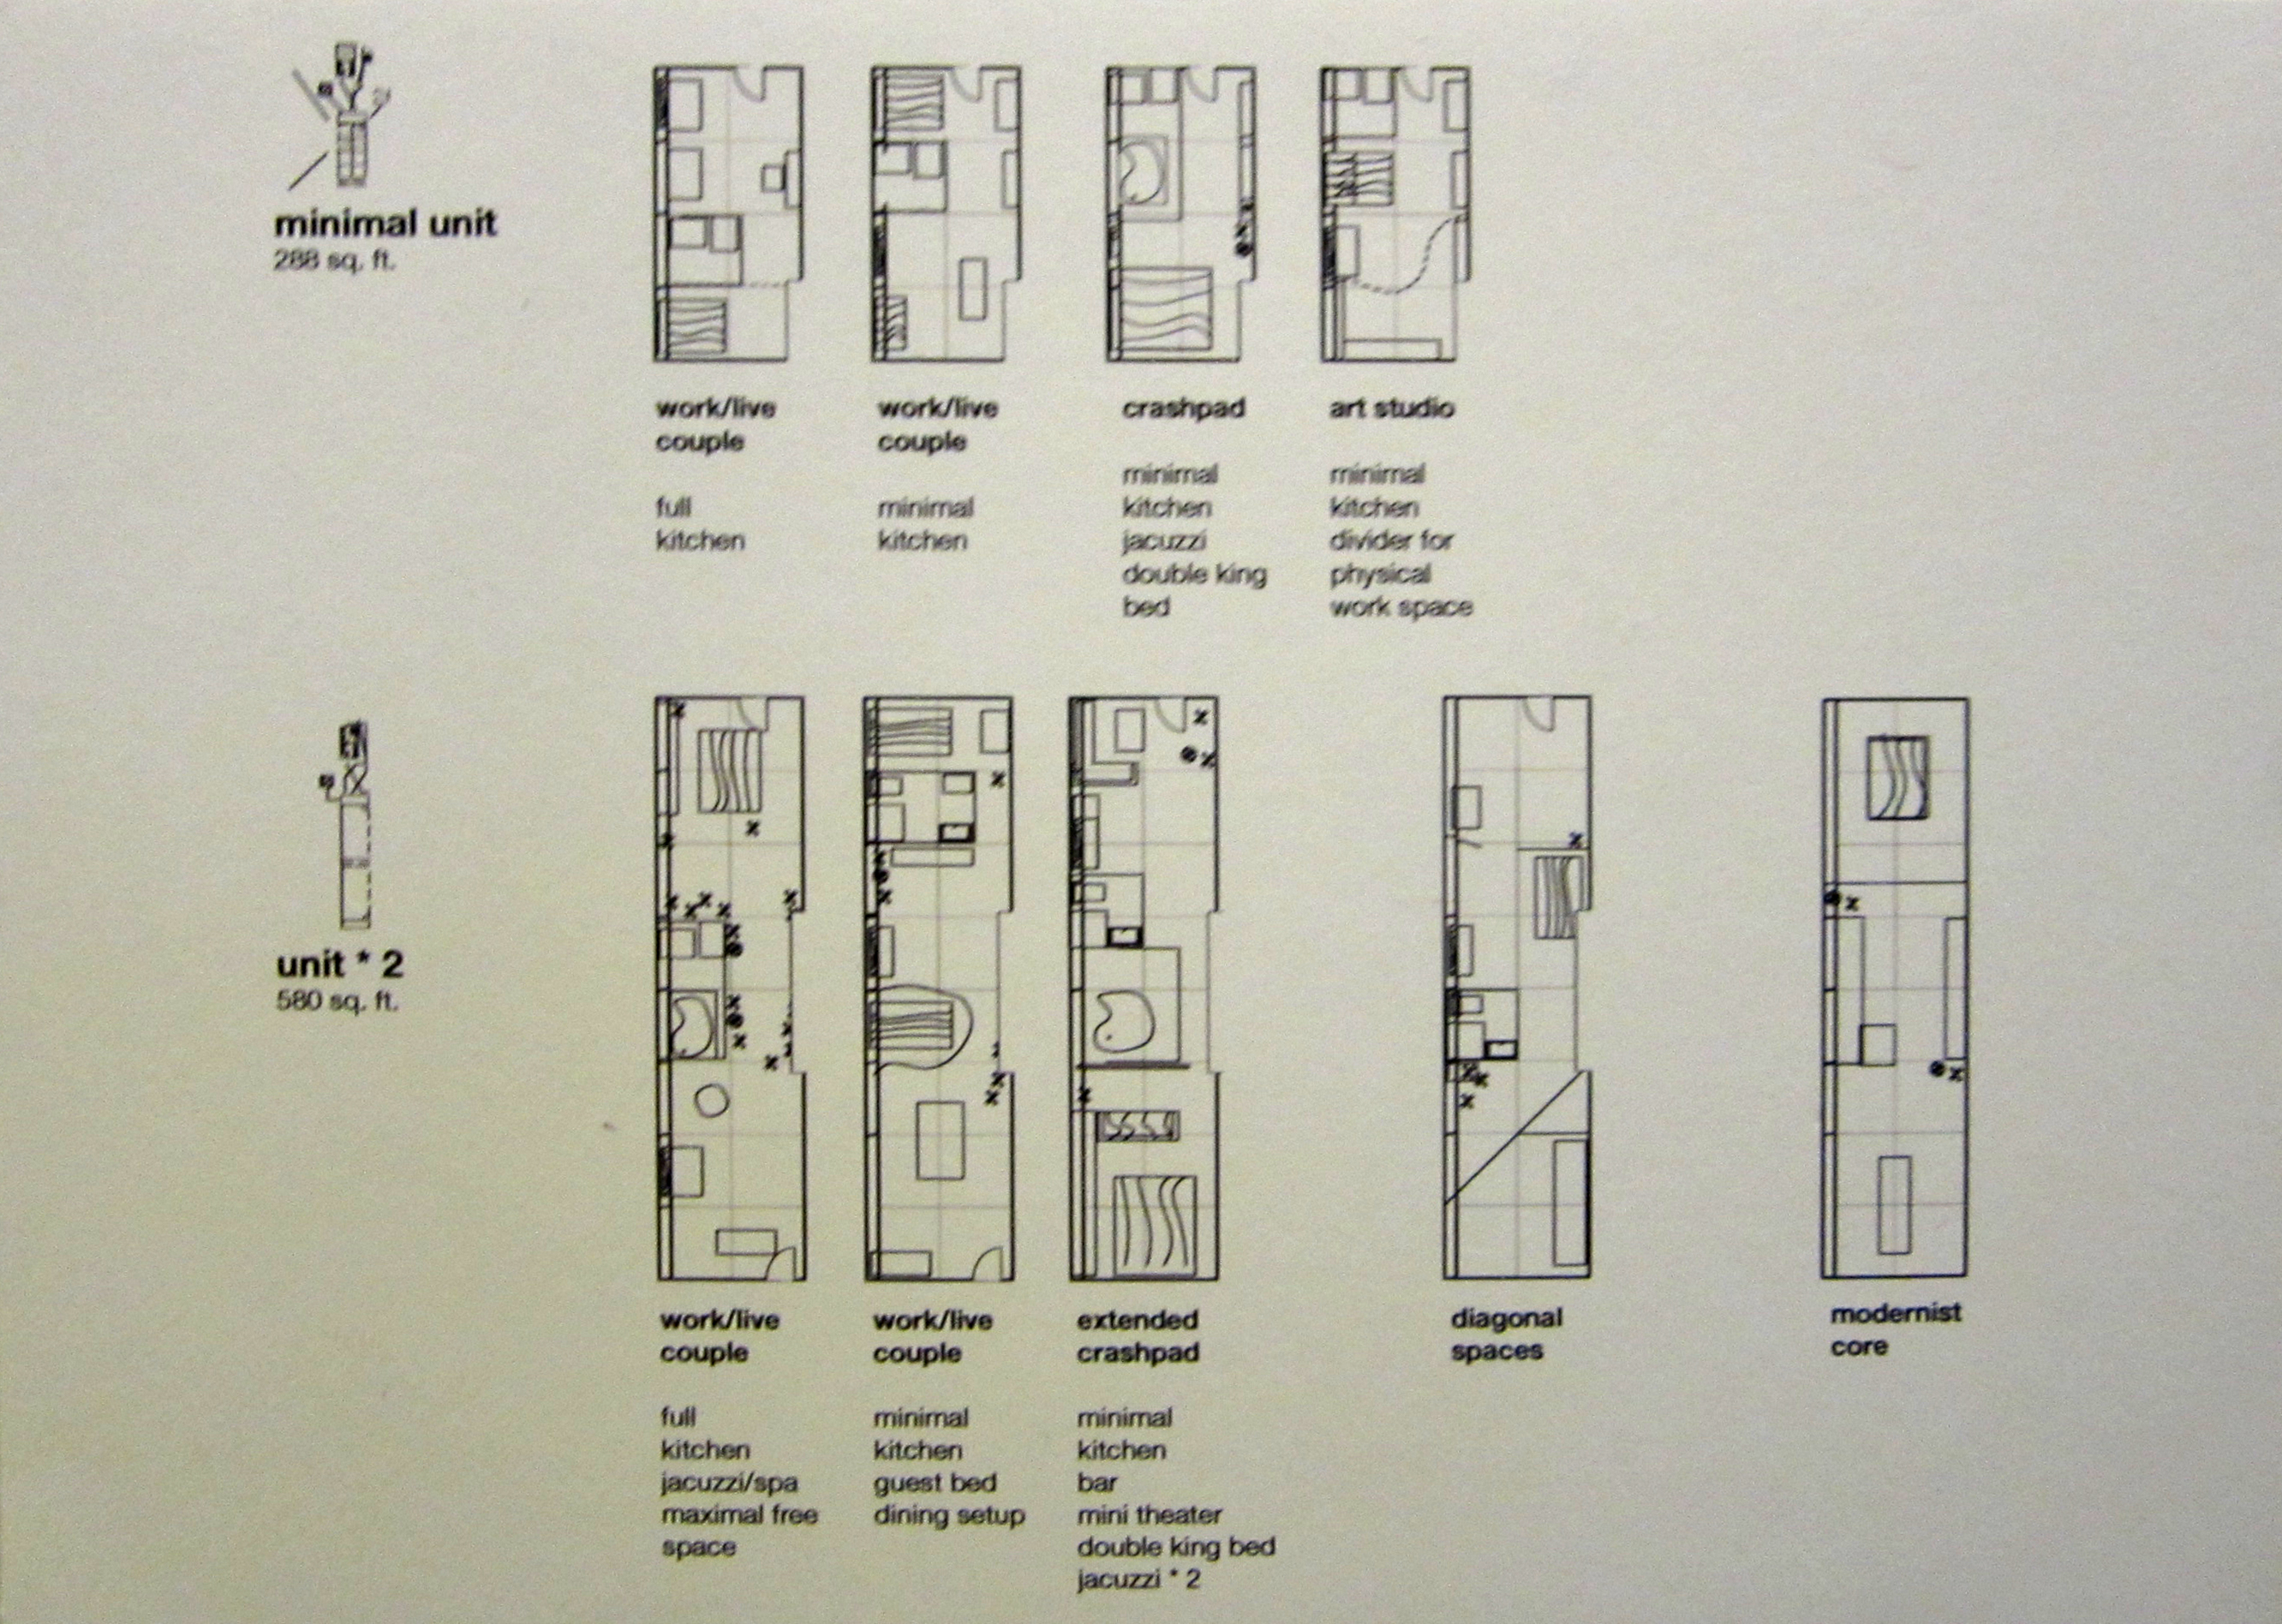 minimal unit
288 sq. ft.
work/live
couple
full
kitchen
work/live
couple
minimal
kitchen
crashpad
minimal
kitchen
jacuzzi
double king
bed
art studio
minimal
kitchen
divider for
physical
work space
unit * 2
580 sq. ft.
work/live
couple
full
kitchen
jacuzzi/spa
maximal free
space
work/live
couple
minimal
kitchen
guest bed
dining setup
extended
crashpad
minimal
kitchen
bar
mini theater
double king bed
jacuzzi * 2
diagonal
spaces
modernist
core